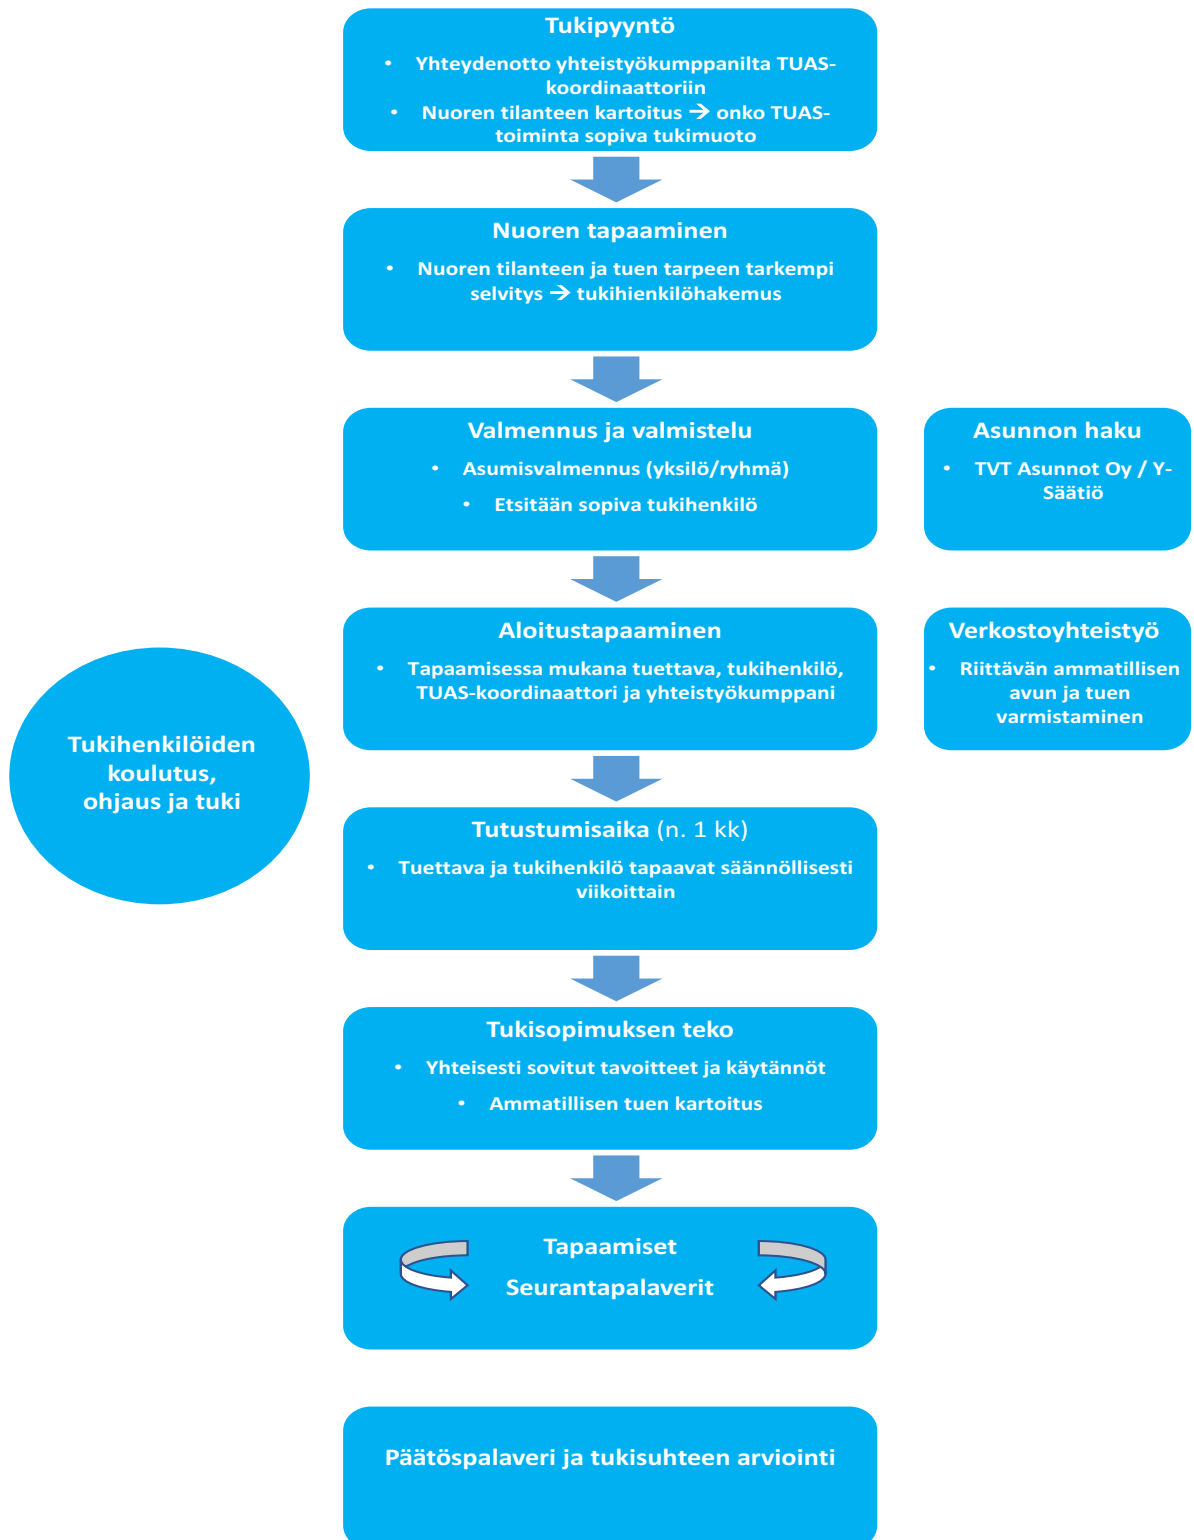 Tukipyyntö
• Yhteydenotto yhteistyökumppanilta TUAS-
koordinaattoriin
• Nuoren tilanteen kartoitus → onko TUAS-
toiminta sopiva tukimuoto
Nuoren tapaaminen
• Nuoren tilanteen ja tuen tarpeen tarkempi
selvitys → tukihienkilöhakemus
Valmennus ja valmistelu
• Asumisvalmennus (yksilö/ryhmä)
• Etsitään sopiva tukihenkilö
Asunnon haku
• TVT Asunnot Oy / Y-
Säätiö
Aloitustapaaminen
• Tapaamisessa mukana tuettava, tukihenkilö,
TUAS-koordinaattori ja yhteistyökumppani
Verkostoyhteistyö
• Riittävän ammatillisen
avun ja tuen
varmistaminen
Tukihenkilöiden
koulutus,
ohjaus ja tuki
Tutustumisaika (n. 1 kk)
• Tuettava ja tukihenkilö tapaavat säännöllisesti
viikoittain
Tukisopimuksen teko
• Yhteisesti sovitut tavoitteet ja käytännöt
• Ammatillisen tuen kartoitus
Tapaamiset
Seurantapalaverit
Päätöspalaveri ja tukisuhteen arviointi